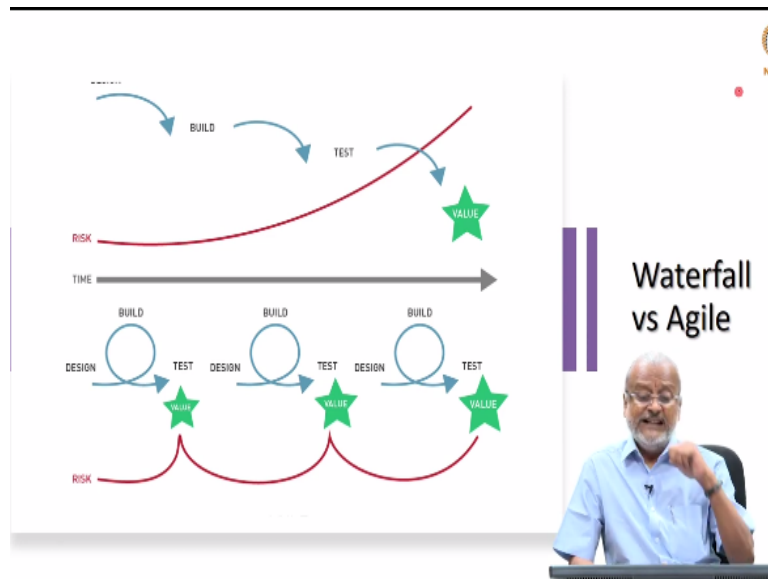 BUILD
TEST
VALUE
RISK
TIME
BUILD BUILD BUILD
DESIGN TEST DESIGN TEST DESIGN TEST
VALUE VALUE VALUE
RISK
Waterfall
vs Agile